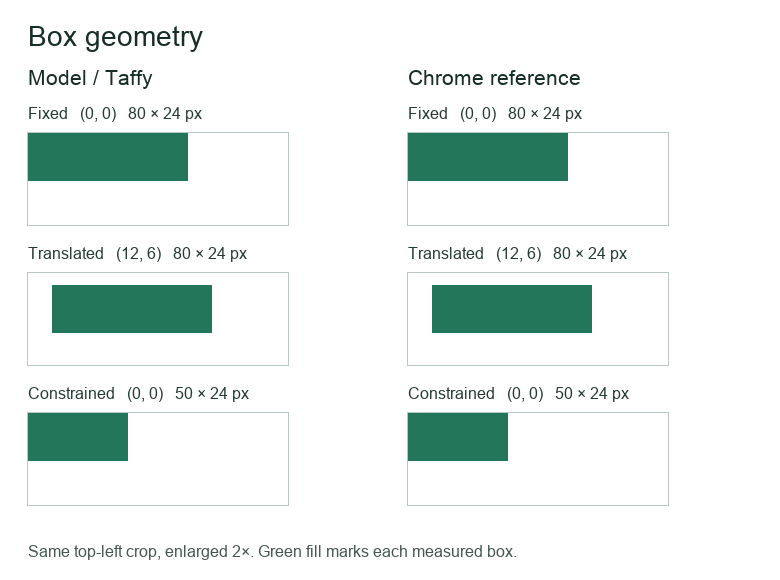 Box geometry
Model / Taffy
Fixed (0, 0) 80 × 24 px
Translated (12, 6) 80 × 24 px
Constrained (0, 0) 50 × 24 px
Chrome reference
Fixed (0, 0) 80 × 24 px
Translated (12, 6) 80 × 24 px
Constrained (0, 0) 50 × 24 px
Same top-left crop, enlarged 2×. Green fill marks each measured box.